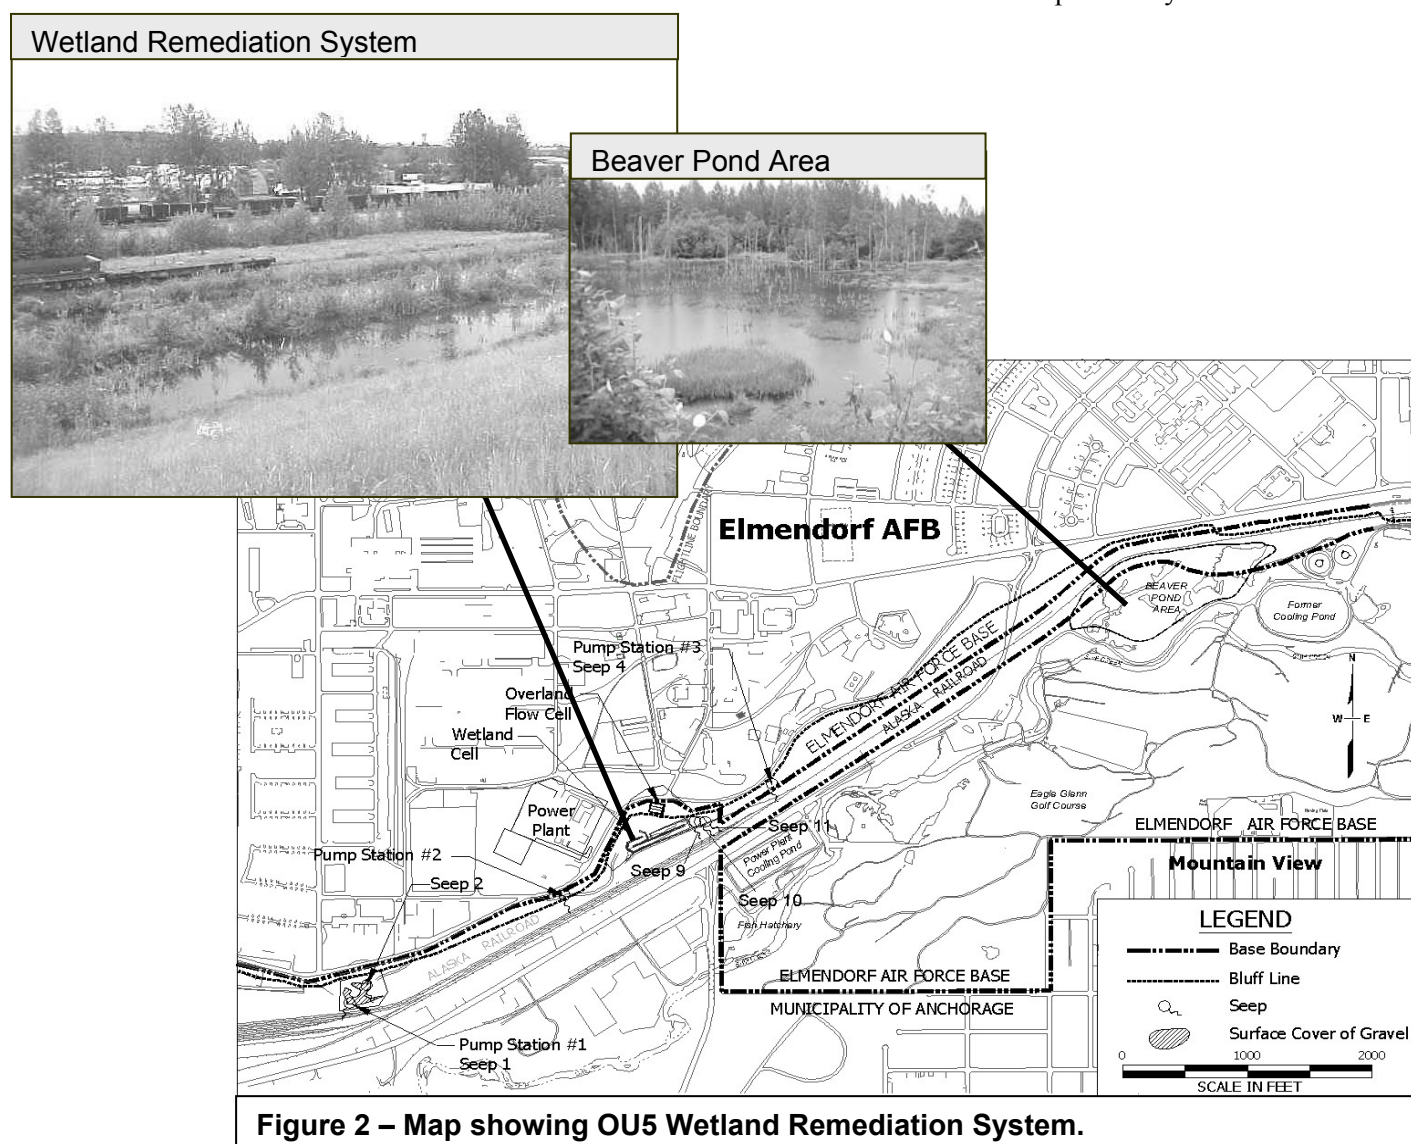 Wetland Remediation System
Beaver Pond Area
Elmendorf AFB
FLIGHTLINE
BEAVER
POND
AREA
Former
Cooling Pond
N
W E
ELMENDORF AIR FORCE BASE
ALASKA RAILROAD
Pump Station #3
Seep 4
Overland
Flow Cell
Wetland
Cell
Power
Plant
Pump Station #2
Seep 2
Seep 9
Seep 11
Power Plant
Cooling Pond
Seep 10
Fish Hatchery
Eagle Glenn
Golf Course
ELMENDORF AIR FORCE BASE
Mountain View
ALASKA RAILROAD
ELMENDORF AIR FORCE BASE
MUNICIPALITY OF ANCHORAGE
Pump Station #1
Seep 1
LEGEND
Base Boundary
Bluff Line
Seep
Surface Cover of Gravel
0 1000 2000
SCALE IN FEET
Figure 2 – Map showing OU5 Wetland Remediation System.